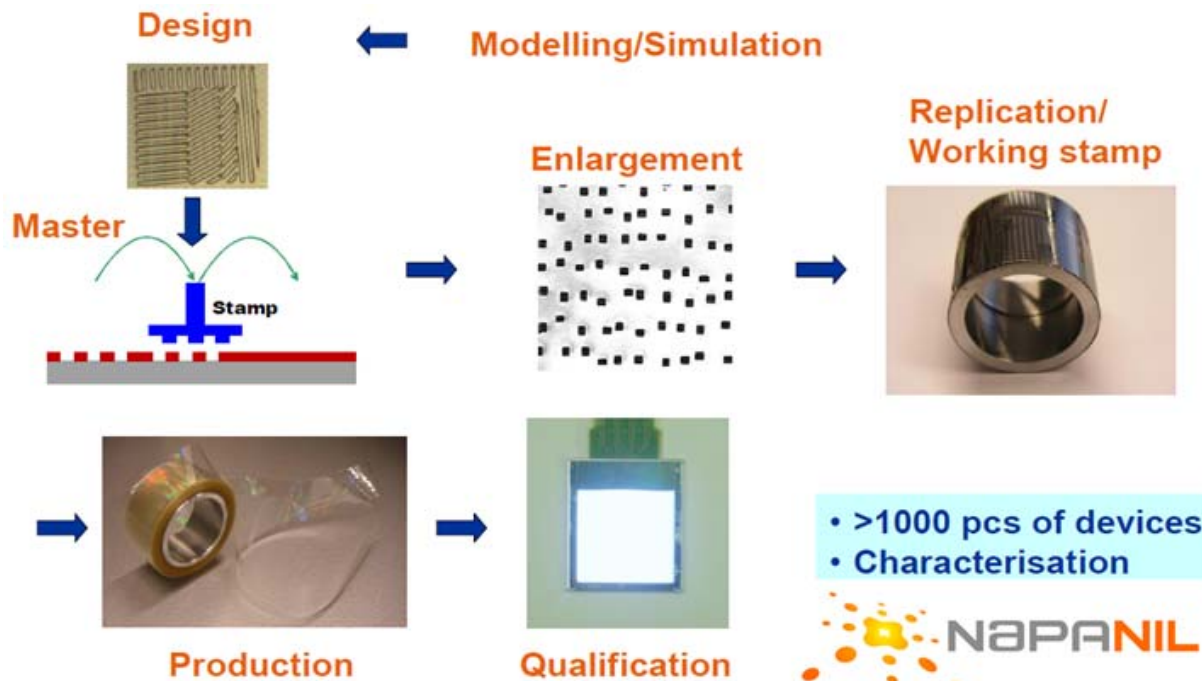 Design
Modelling/Simulation
Replication/
Working stamp
Enlargement
Master
Stamp
Production
Qualification
• >1000 pcs of devices
• Characterisation
NaPANIL